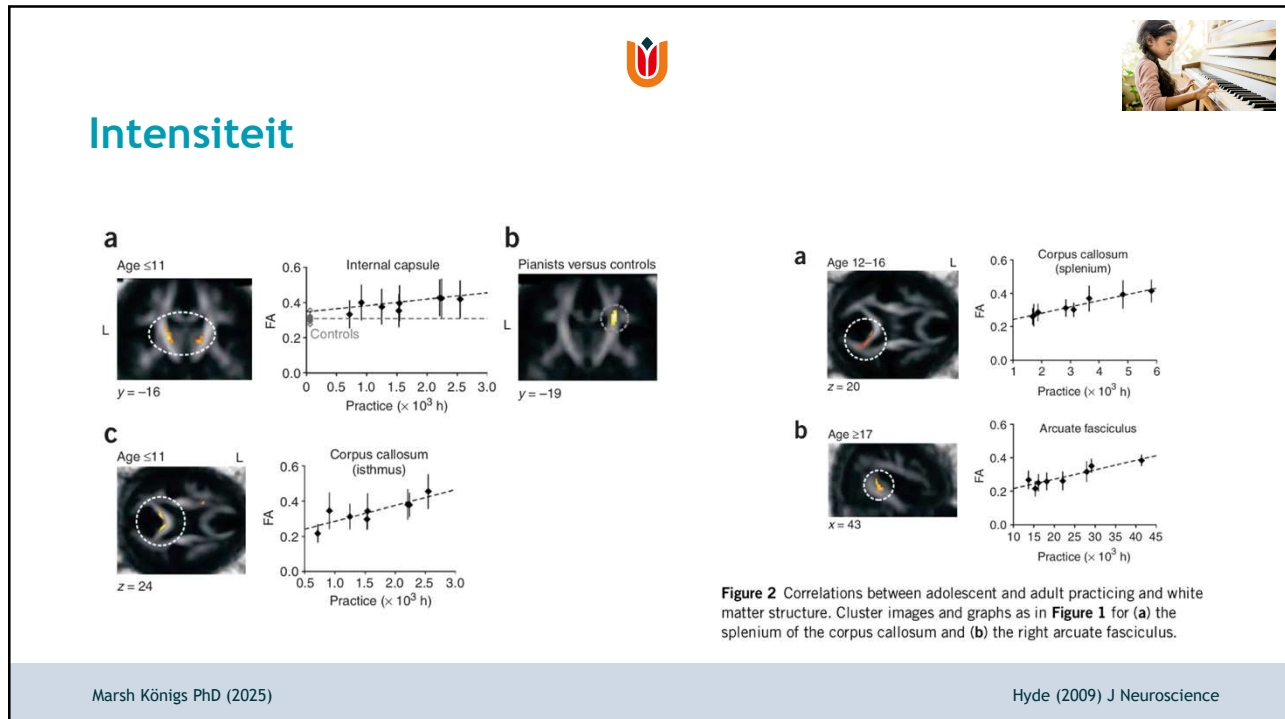 Intensiteit
a
Age ≤11
L
y = –16
Internal capsule
FA
0.6
0.4
0.2
0.0
Controls
0 0.5 1.0 1.5 2.0 2.5 3.0
Practice (× 10³ h)
b
Pianists versus controls
L
y = –19
c
Age ≤11 L
z = 24
Corpus callosum
(isthmus)
FA
0.6
0.4
0.2
0.0
0.5 1.0 1.5 2.0 2.5 3.0
Practice (× 10³ h)
a
Age 12–16 L
z = 20
Corpus callosum
(splenium)
FA
0.6
0.4
0.2
0.0
1 2 3 4 5 6
Practice (× 10³ h)
b
Age ≥17
x = 43
Arcuate fasciculus
FA
0.6
0.4
0.2
0.0
10 15 20 25 30 35 40 45
Practice (× 10³ h)
Figure 2 Correlations between adolescent and adult practicing and white
matter structure. Cluster images and graphs as in Figure 1 for (a) the
splenium of the corpus callosum and (b) the right arcuate fasciculus.
Marsh Königs PhD (2025)
Hyde (2009) J Neuroscience